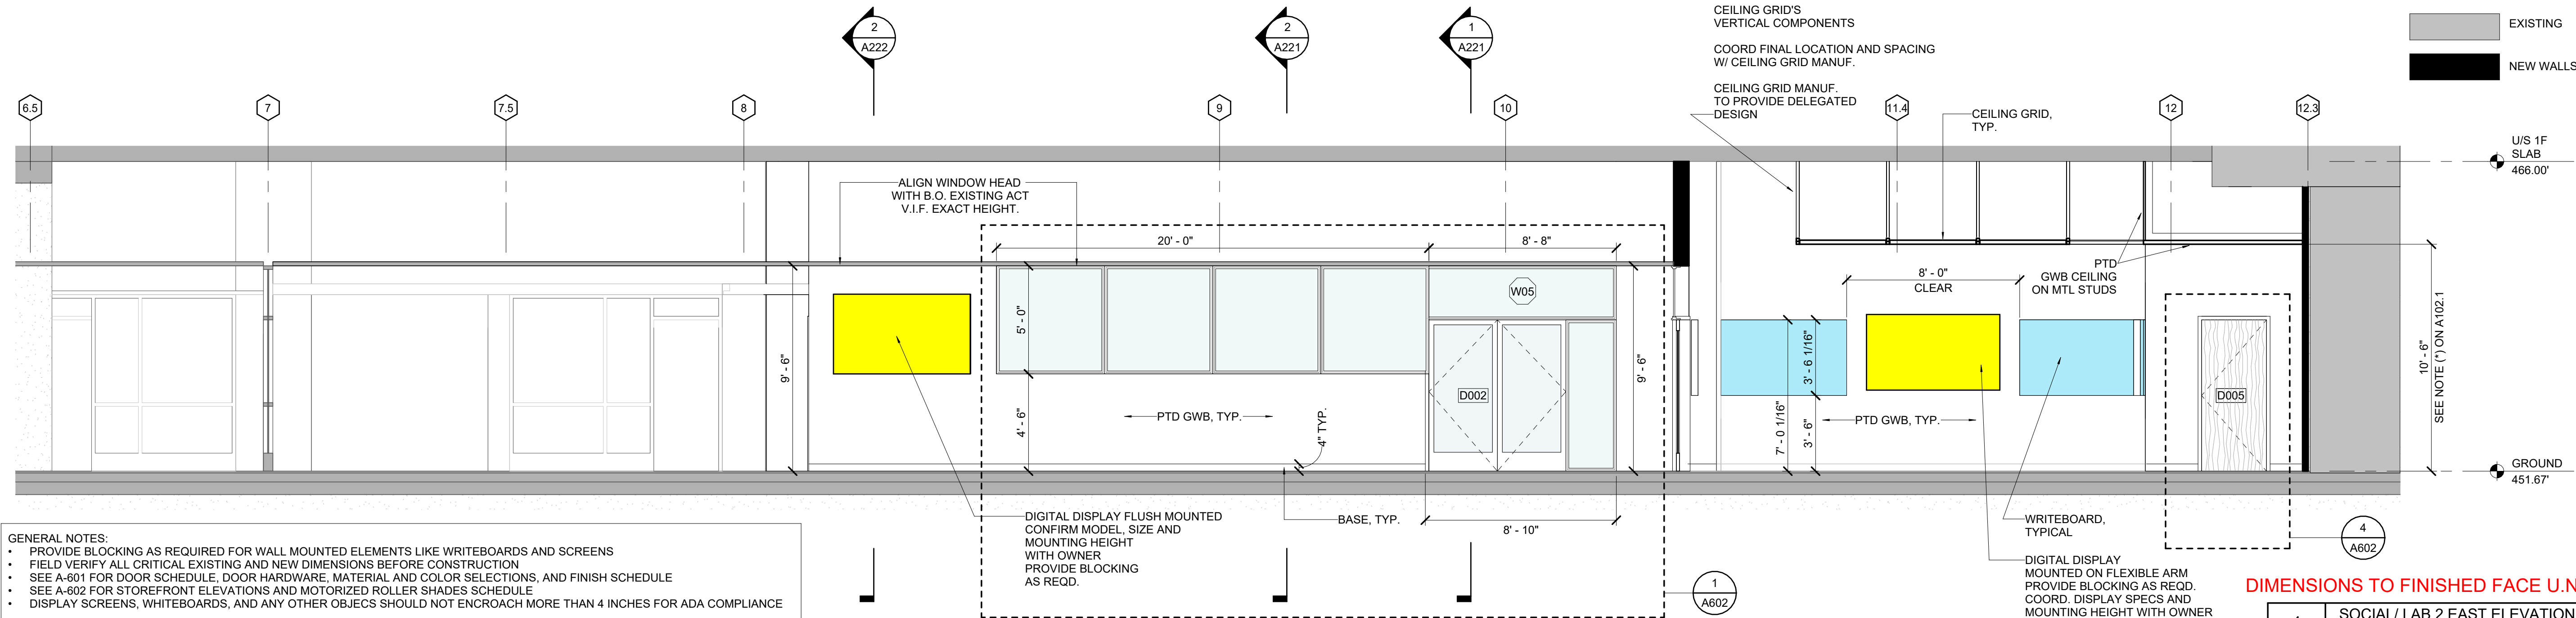 2
A222
2
A221
1
A221
CEILING GRID'S
VERTICAL COMPONENTS
COORD FINAL LOCATION AND SPACING
W/ CEILING GRID MANUF.
CEILING GRID MANUF.
TO PROVIDE DELEGATED
DESIGN
EXISTING
NEW WALLS
6.5
7
7.5
8
9
10
11.4
12
12.3
CEILING GRID,
TYP.
U/S 1F
SLAB
466.00'
ALIGN WINDOW HEAD
WITH B.O. EXISTING ACT
V.I.F. EXACT HEIGHT.
20' - 0"
8' - 8"
PTD
GWB CEILING
ON MTL STUDS
8' - 0"
CLEAR
W05
5' - 0"
9' - 6"
9' - 6"
3' - 6 1/16"
10' - 6"
SEE NOTE (*) ON A102.1
D002
D005
4' - 6"
PTD GWB, TYP.
4" TYP.
7' - 0 1/16"
3' - 6"
PTD GWB, TYP.
GROUND
451.67'
DIGITAL DISPLAY FLUSH MOUNTED
CONFIRM MODEL, SIZE AND
MOUNTING HEIGHT
WITH OWNER
PROVIDE BLOCKING
AS REQD.
BASE, TYP.
8' - 10"
WRITEBOARD,
TYPICAL
4
A602
DIGITAL DISPLAY
MOUNTED ON FLEXIBLE ARM
PROVIDE BLOCKING AS REQD.
COORD. DISPLAY SPECS AND
MOUNTING HEIGHT WITH OWNER
1
A602
GENERAL NOTES:
• PROVIDE BLOCKING AS REQUIRED FOR WALL MOUNTED ELEMENTS LIKE WRITEBOARDS AND SCREENS
• FIELD VERIFY ALL CRITICAL EXISTING AND NEW DIMENSIONS BEFORE CONSTRUCTION
• SEE A-601 FOR DOOR SCHEDULE, DOOR HARDWARE, MATERIAL AND COLOR SELECTIONS, AND FINISH SCHEDULE
• SEE A-602 FOR STOREFRONT ELEVATIONS AND MOTORIZED ROLLER SHADES SCHEDULE
• DISPLAY SCREENS, WHITEBOARDS, AND ANY OTHER OBJECS SHOULD NOT ENCROACH MORE THAN 4 INCHES FOR ADA COMPLIANCE
DIMENSIONS TO FINISHED FACE U.N
SOCIAL/ LAB 2 EAST ELEVATION